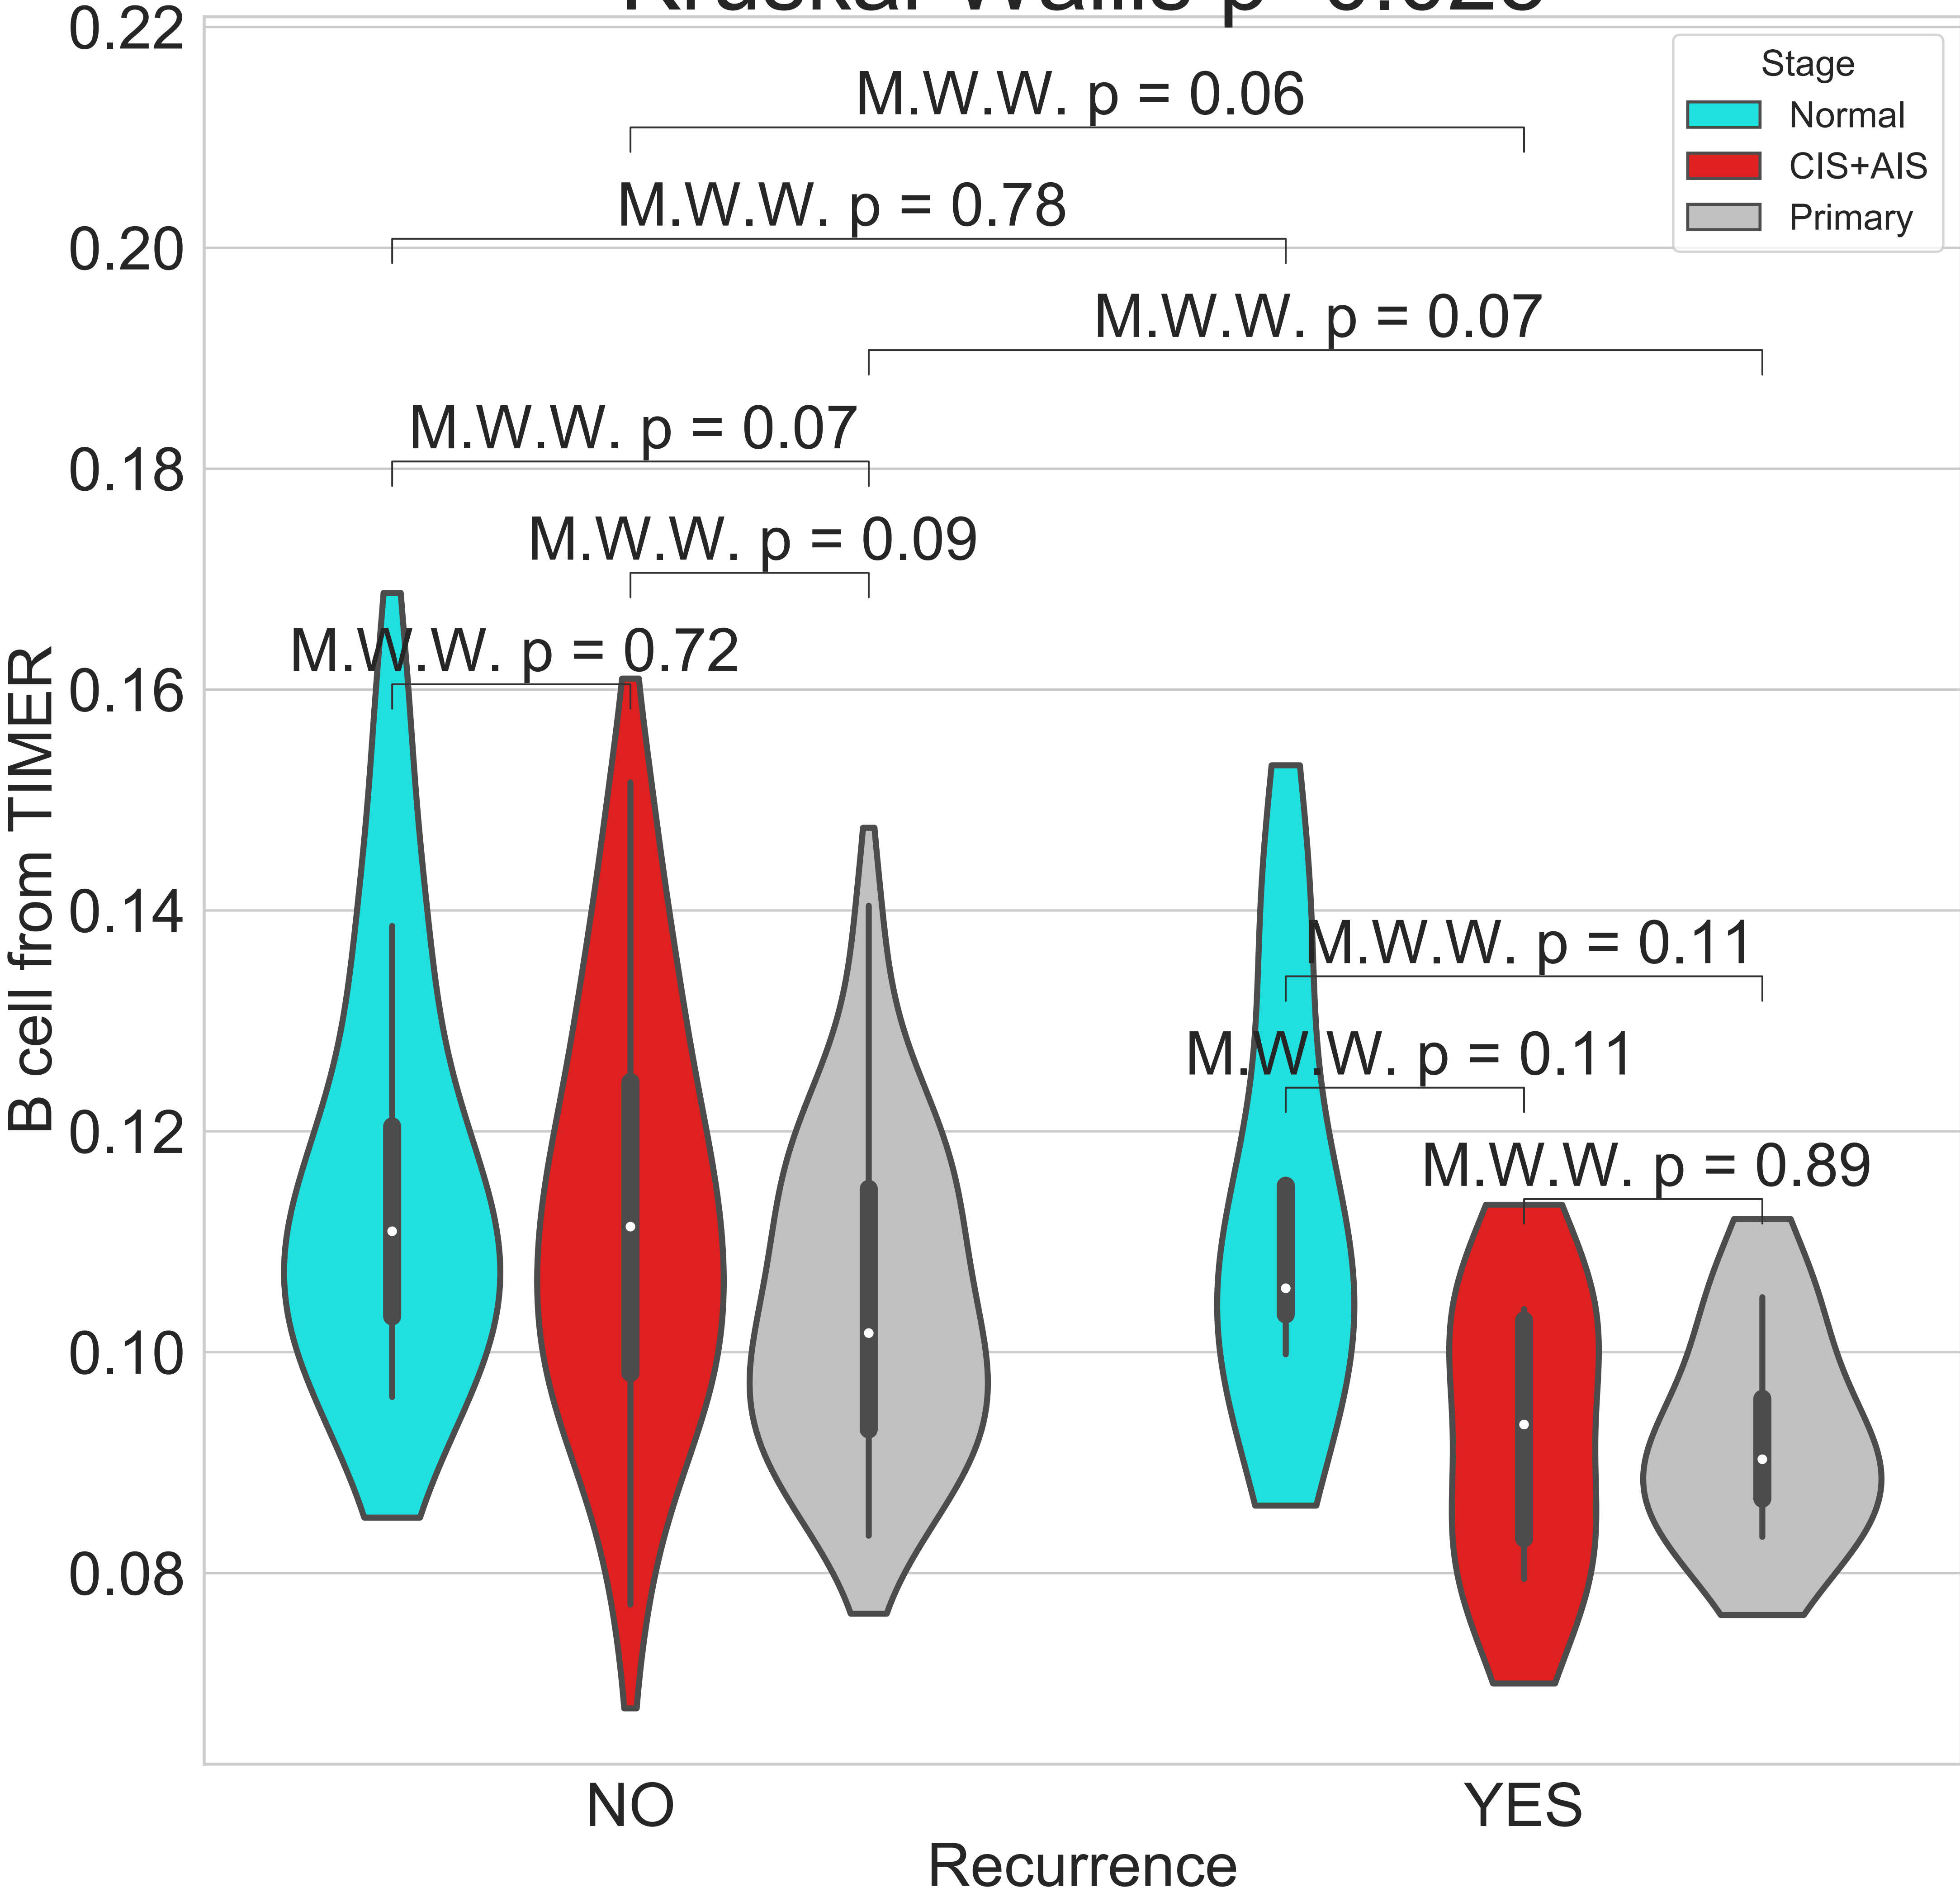 0.22
0.20
0.18
0.16
0.14
0.12
0.10
0.08
B cell from TIMER
M.W.W. p = 0.06
M.W.W. p = 0.78
M.W.W. p = 0.07
M.W.W. p = 0.07
M.W.W. p = 0.09
M.W.W. p = 0.72
M.W.W. p = 0.11
M.W.W. p = 0.11
M.W.W. p = 0.89
Stage
Normal
CIS+AIS
Primary
NO
YES
Recurrence